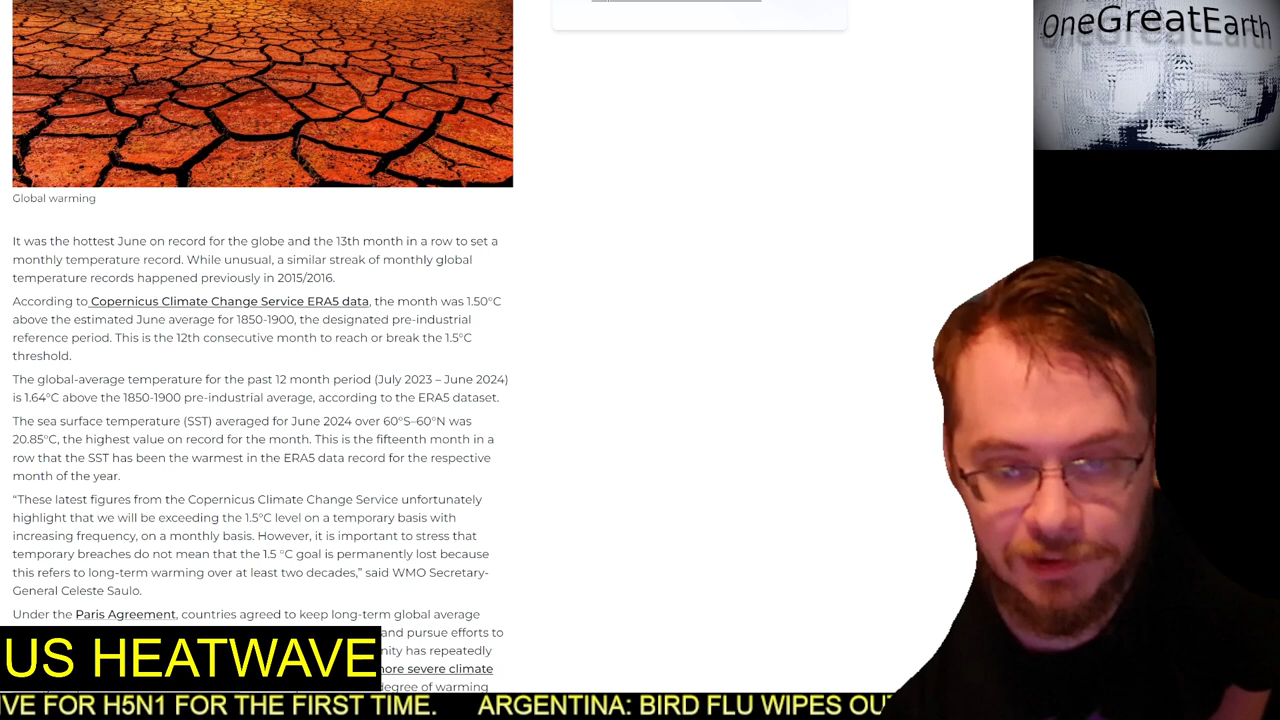 OneGreatEarth
Global warming
It was the hottest June on record for the globe and the 13th month in a row to set a
monthly temperature record. While unusual, a similar streak of monthly global
temperature records happened previously in 2015/2016.
According to Copernicus Climate Change Service ERA5 data, the month was 1.50°C
above the estimated June average for 1850-1900, the designated pre-industrial
reference period. This is the 12th consecutive month to reach or break the 1.5°C
threshold.
The global-average temperature for the past 12 month period (July 2023 – June 2024)
is 1.64°C above the 1850-1900 pre-industrial average, according to the ERA5 dataset.
The sea surface temperature (SST) averaged for June 2024 over 60°S–60°N was
20.85°C, the highest value on record for the month. This is the fifteenth month in a
row that the SST has been the warmest in the ERA5 data record for the respective
month of the year.
“These latest figures from the Copernicus Climate Change Service unfortunately
highlight that we will be exceeding the 1.5°C level on a temporary basis with
increasing frequency, on a monthly basis. However, it is important to stress that
temporary breaches do not mean that the 1.5 °C goal is permanently lost because
this refers to long-term warming over at least two decades,” said WMO Secretary-
General Celeste Saulo.
Under the Paris Agreement, countries agreed to keep long-term global average
and pursue efforts to
nity has repeatedly
more severe climate
degree of warming
US HEATWAVE
IVE FOR H5N1 FOR THE FIRST TIME. ARGENTINA: BIRD FLU WIPES OU